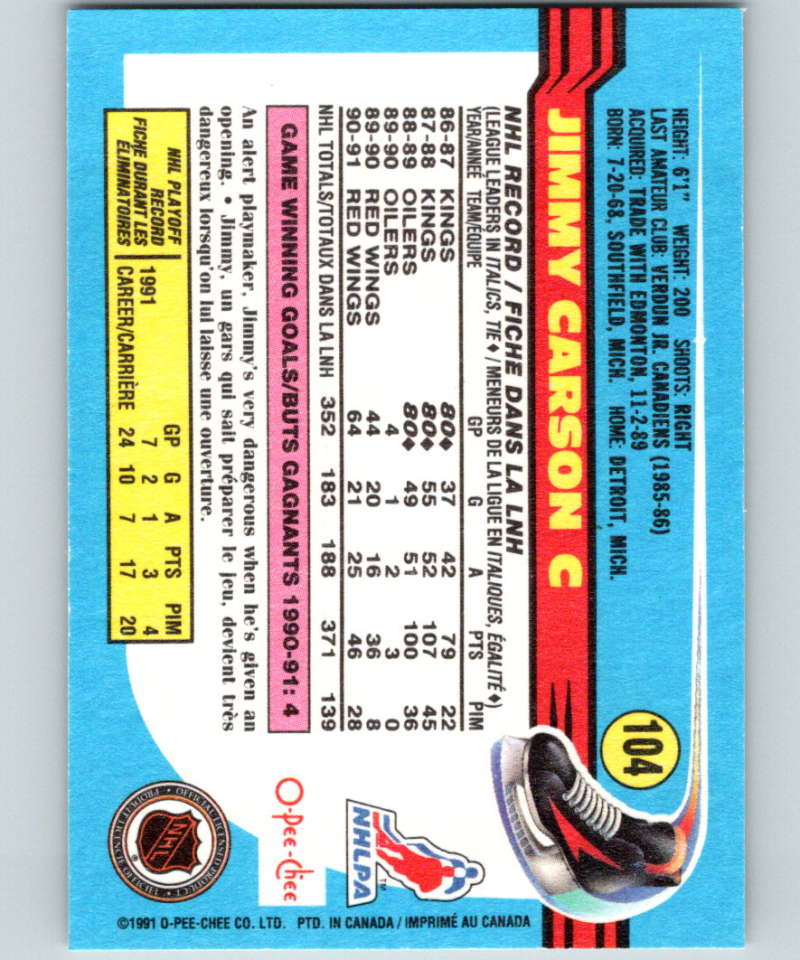 HEIGHT: 6'1" WEIGHT: 200 SHOOTS: RIGHT
LAST AMATEUR CLUB: VERDUN JR. CANADIENS (1985-86)
ACQUIRED: TRADE WITH EDMONTON, 11-2-89
BORN: 7-20-68, SOUTHFIELD, MICH. HOME: DETROIT, MICH.
104
JIMMY CARSON C
NHL RECORD / FICHE DANS LA LNH
(LEAGUE LEADERS IN ITALICS, TIE ♦ / MENEURS DE LA LIGUE EN ITALIQUES, ÉGALITÉ ♦)
YEAR/ANNÉE TEAM/ÉQUIPE GP G A PTS PIM
86-87 KINGS 80♦ 37 42 79 22
87-88 KINGS 80♦ 55 52 107 45
88-89 OILERS 80♦ 49 51 100 36
89-90 OILERS 4 1 2 3 0
89-90 RED WINGS 44 20 16 36 8
90-91 RED WINGS 64 21 25 46 28
NHL TOTALS/TOTAUX DANS LA LNH 352 183 188 371 139
GAME WINNING GOALS/BUTS GAGNANTS 1990-91: 4
An alert playmaker, Jimmy's very dangerous when he's given an
opening. • Jimmy, un gars qui sait préparer le jeu, devient très
dangereux lorsqu'on lui laisse une ouverture.
NHL PLAYOFF
RECORD
FICHE DURANT LES
ÉLIMINATOIRES
GP G A PTS PIM
1991 7 2 1 3 4
CAREER/CARRIÈRE 24 10 7 17 20
NHLPA™
O-Pee-Chee
OFFICIAL LICENSED PRODUCT
NHL
®
©1991 O-PEE-CHEE CO. LTD. PTD. IN CANADA / IMPRIMÉ AU CANADA